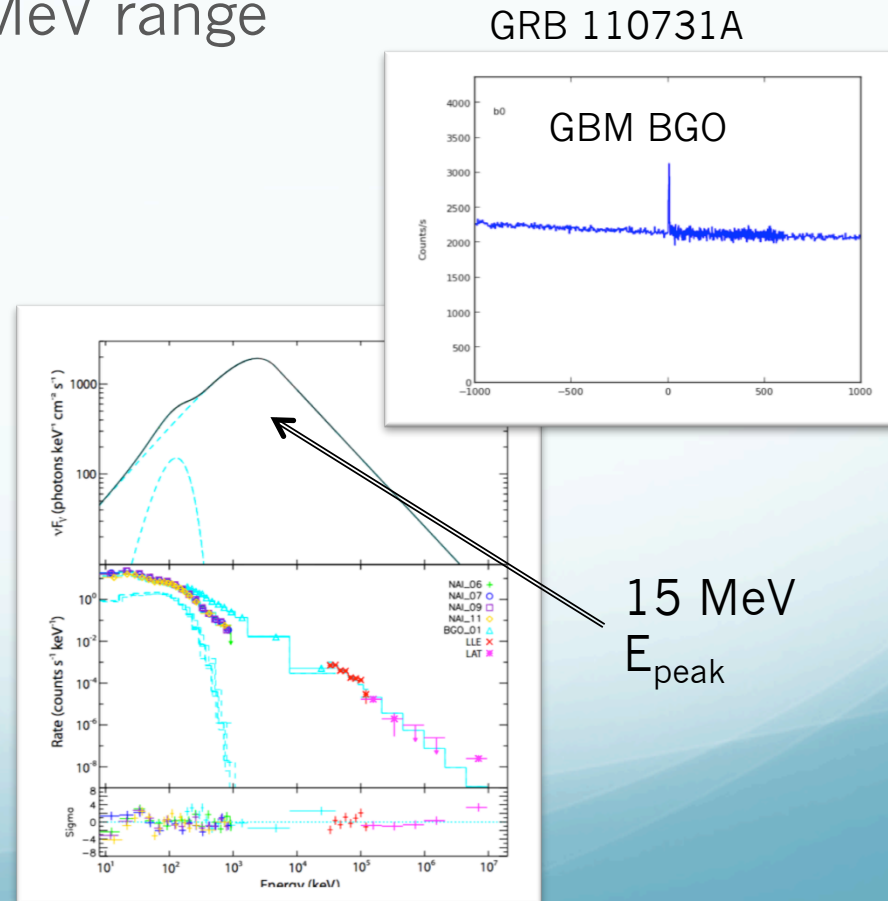 MeV range
GRB 110731A
b0
GBM BGO
4000
3500
3000
2500
2000
1500
1000
500
0
Counts/s
−1000 −500 0 500 1000
νFν (photons keV⁻¹ cm⁻² s⁻¹)
1000
100
15 MeV
Epeak
Rate (counts s⁻¹ keV⁻¹)
10⁰
10⁻²
10⁻⁴
10⁻⁶
10⁻⁸
NAI_06
NAI_07
NAI_09
NAI_11
BGO_01
LLE
LAT
Sigma
8
4
0
−4
−8
10¹ 10² 10³ 10⁴ 10⁵ 10⁶ 10⁷
Energy (keV)